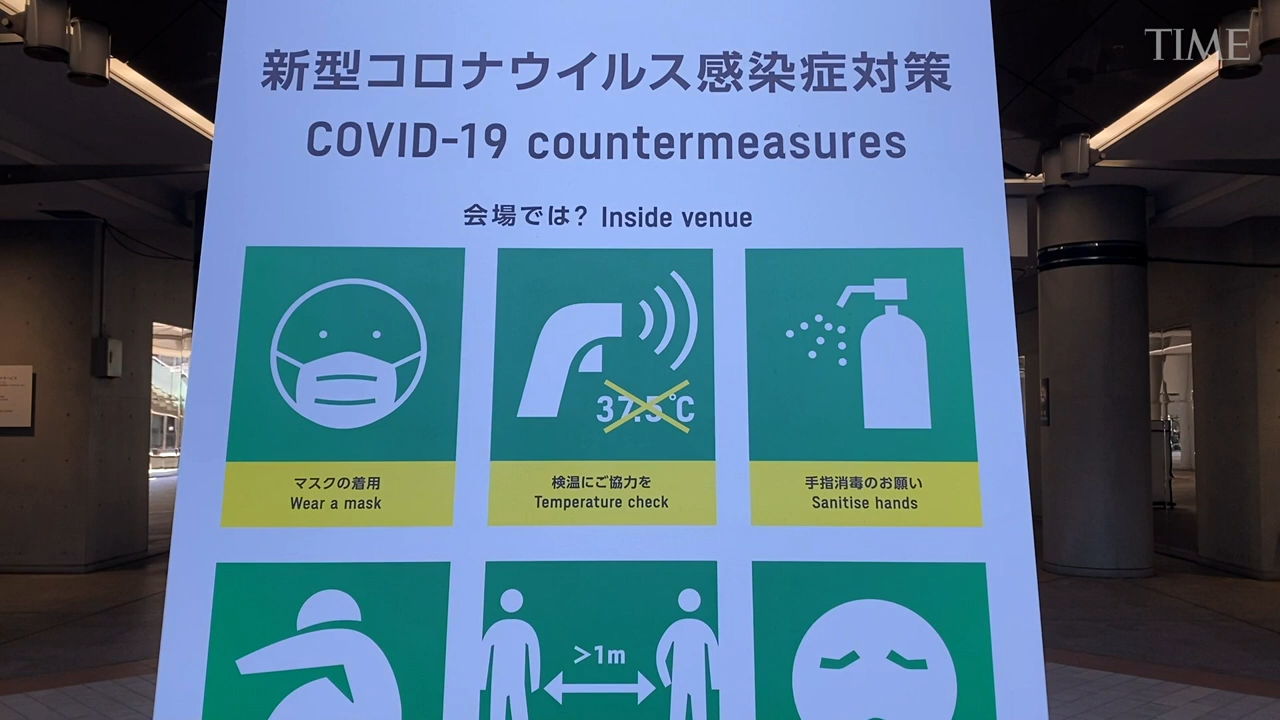 TIME
新型コロナウイルス感染症対策
COVID-19 countermeasures
会場では? Inside venue
37.5℃
マスクの着用
Wear a mask
検温にご協力を
Temperature check
手指消毒のお願い
Sanitise hands
>1m